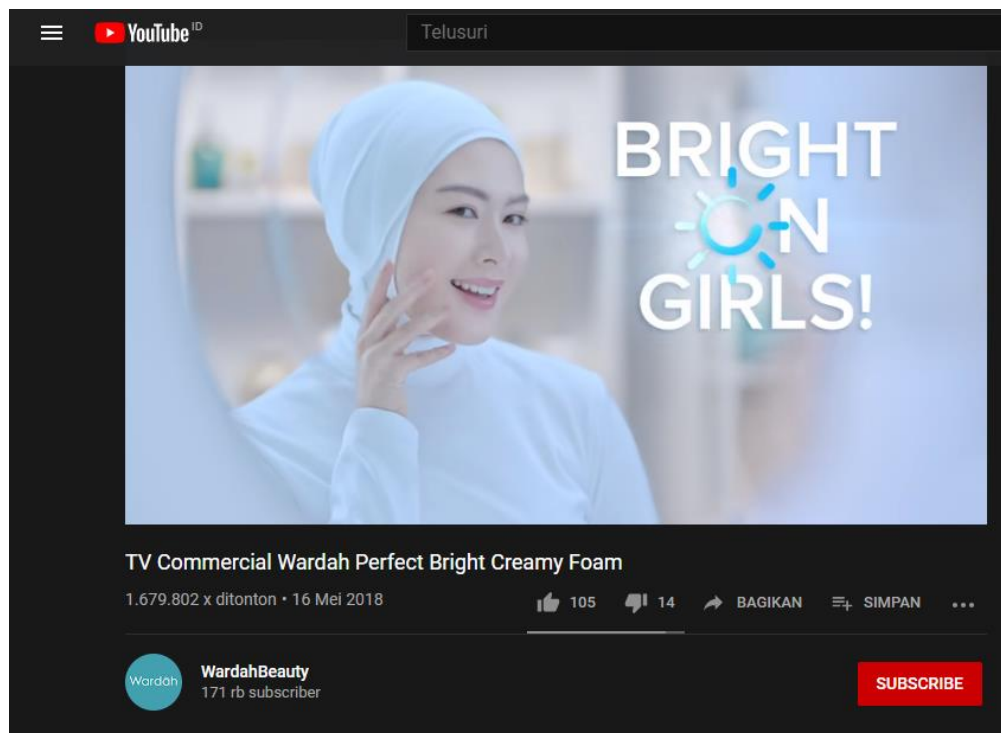 YouTube ID
Telusuri
BRIGHT
ON
GIRLS!
TV Commercial Wardah Perfect Bright Creamy Foam
1.679.802 x ditonton • 16 Mei 2018
105
14
BAGIKAN
SIMPAN
Wardah
WardahBeauty
171 rb subscriber
SUBSCRIBE